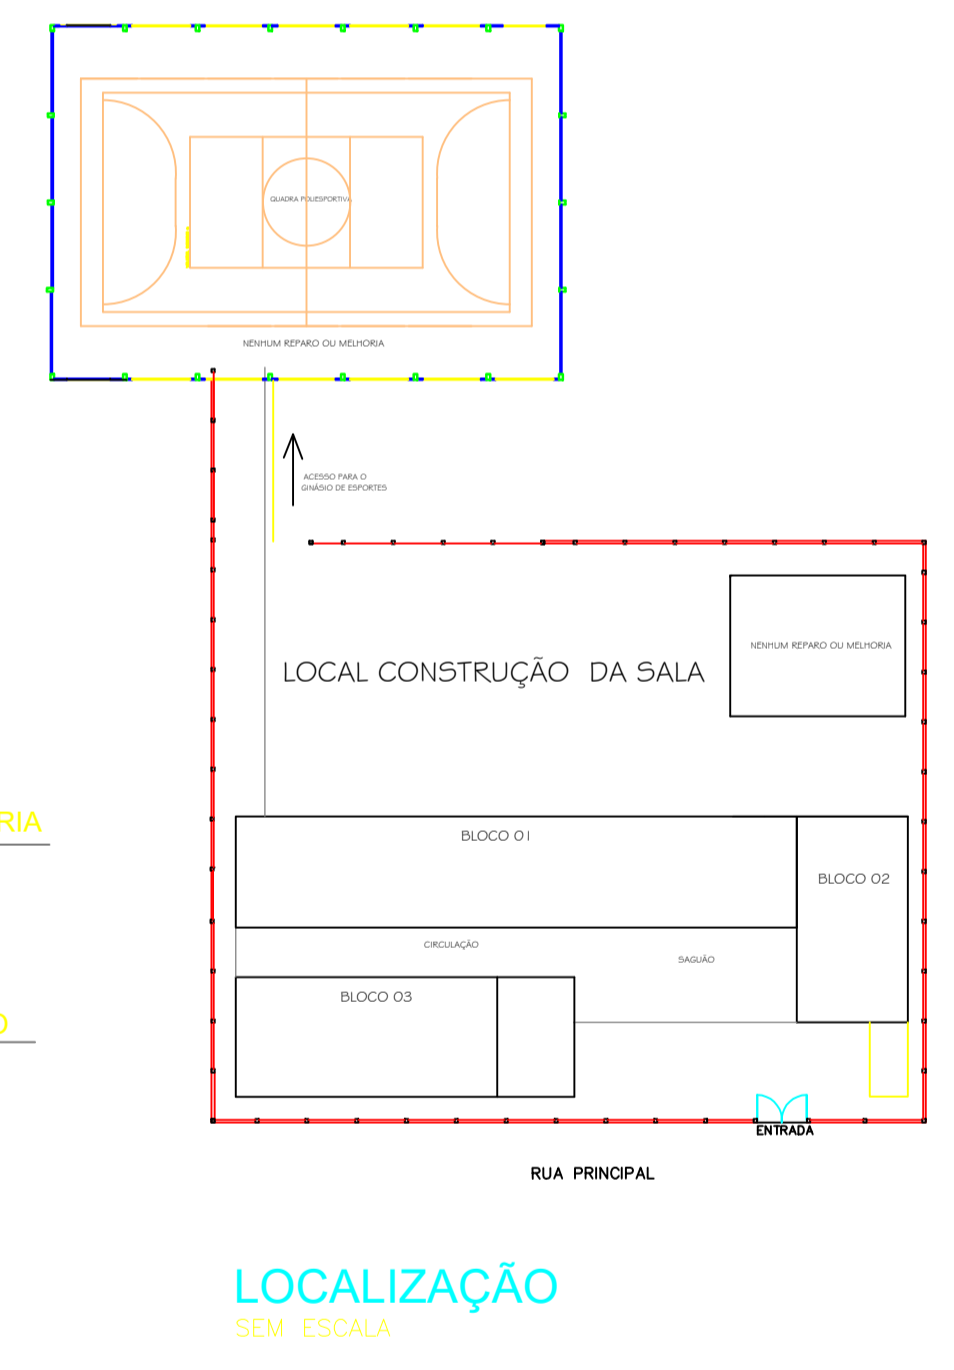 QUADRA POLIESPORTIVA
NENHUM REPARO OU MELHORIA
ACESSO PARA O
GINÁSIO DE ESPORTES
NENHUM REPARO OU MELHORIA
LOCAL CONSTRUÇÃO DA SALA
RIA
BLOCO 01
BLOCO 02
CIRCULAÇÃO
SAGUÃO
BLOCO 03
O
ENTRADA
RUA PRINCIPAL
LOCALIZAÇÃO
SEM ESCALA